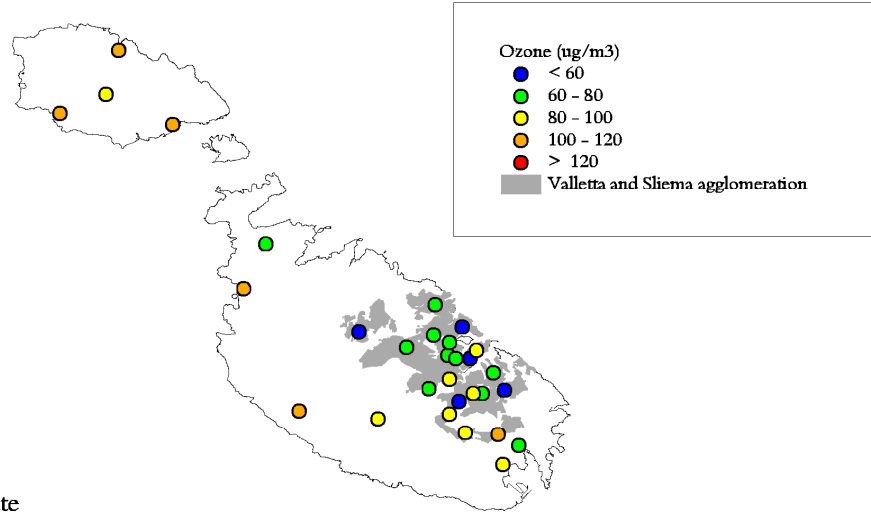 Ozone (ug/m3)
< 60
60 - 80
80 - 100
100 - 120
> 120
Valletta and Sliema agglomeration
te